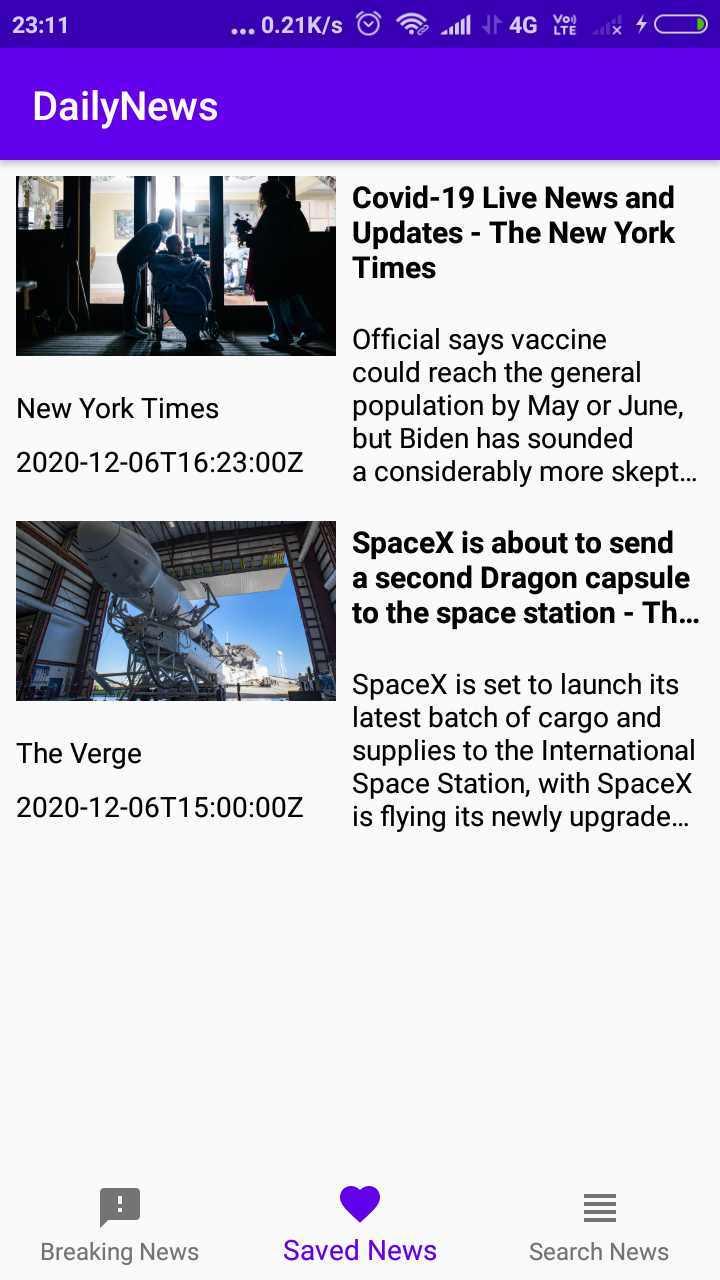 23:11 ... 0.21K/s 4G Vo)) LTE
DailyNews
Covid-19 Live News and
Updates - The New York
Times
Official says vaccine
could reach the general
population by May or June,
but Biden has sounded
a considerably more skept…
New York Times
2020-12-06T16:23:00Z
SpaceX is about to send
a second Dragon capsule
to the space station - Th…
SpaceX is set to launch its
latest batch of cargo and
supplies to the International
Space Station, with SpaceX
is flying its newly upgrade…
The Verge
2020-12-06T15:00:00Z
Breaking News
Saved News
Search News